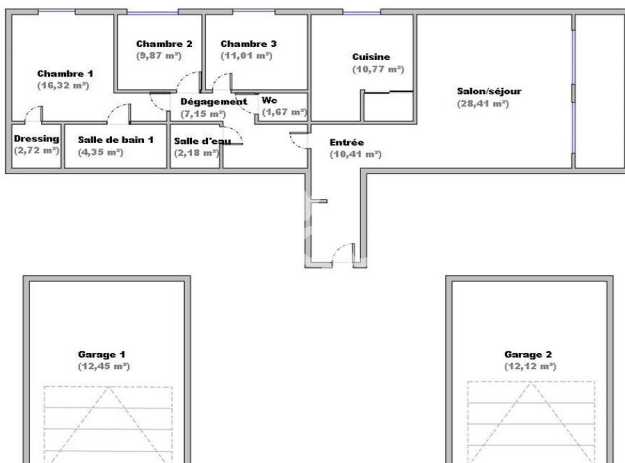 Chambre 1
(16,32 m²)
Chambre 2
(9,87 m²)
Chambre 3
(11,01 m²)
Cuisine
(10,77 m²)
Salon/séjour
(28,41 m²)
Dégagement
(7,15 m²)
Wc
(1,67 m²)
Dressing
(2,72 m²)
Salle de bain 1
(4,35 m²)
Salle d'eau
(2,18 m²)
Entrée
(10,41 m²)
Garage 1
(12,45 m²)
Garage 2
(12,12 m²)